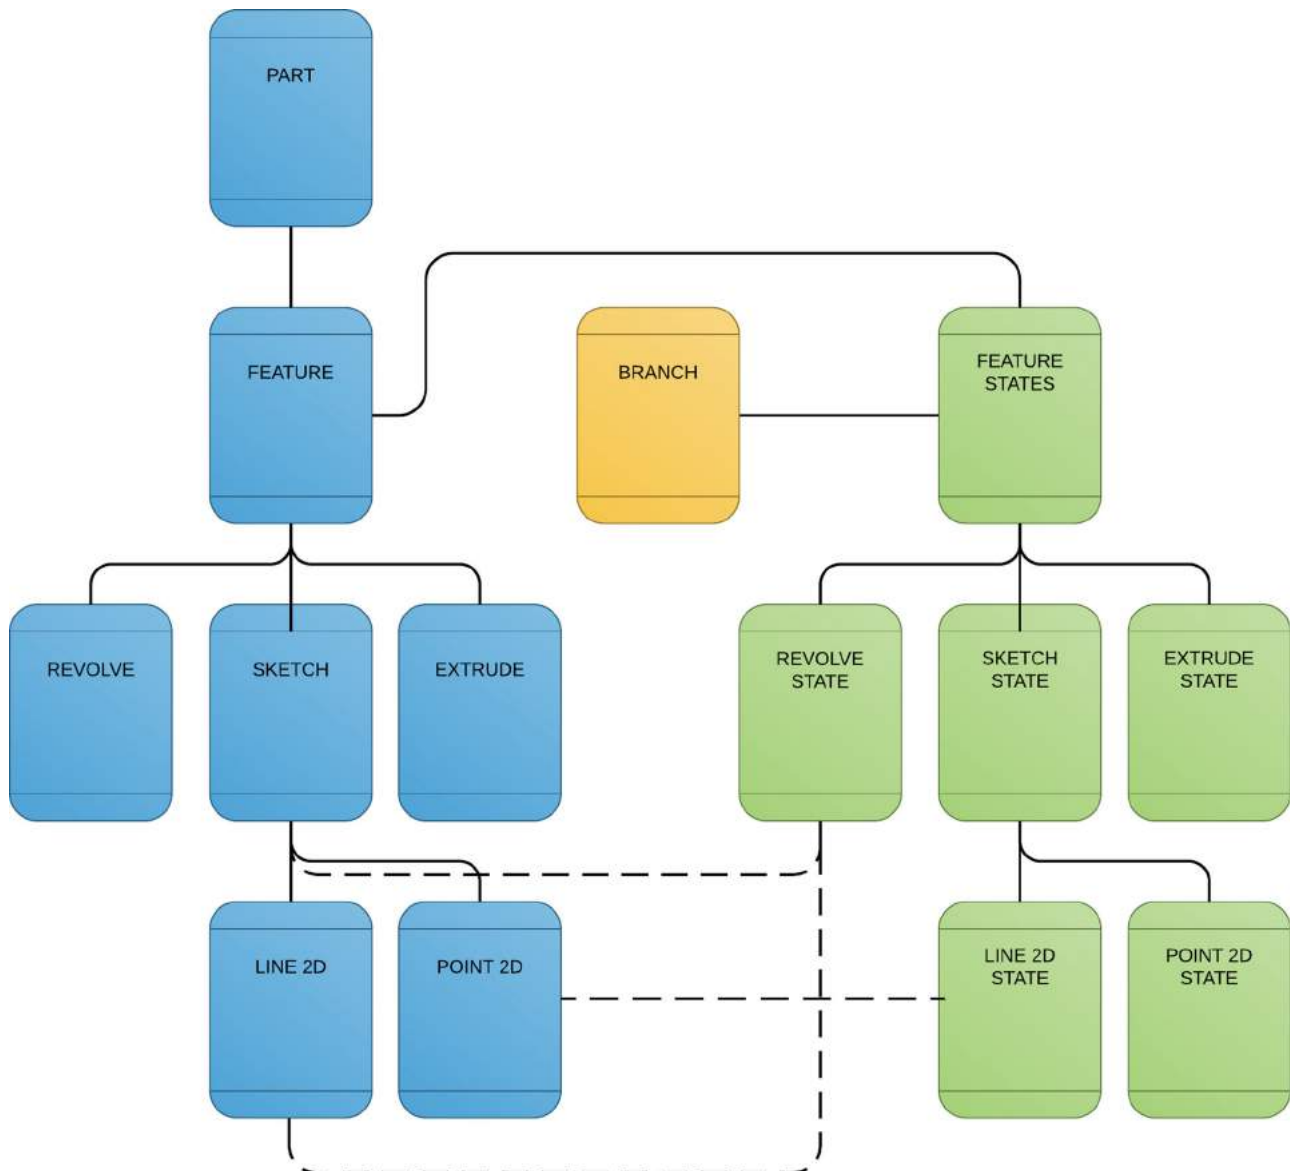 PART
FEATURE
BRANCH
FEATURE
STATES
REVOLVE
SKETCH
EXTRUDE
REVOLVE
STATE
SKETCH
STATE
EXTRUDE
STATE
LINE 2D
POINT 2D
LINE 2D
STATE
POINT 2D
STATE